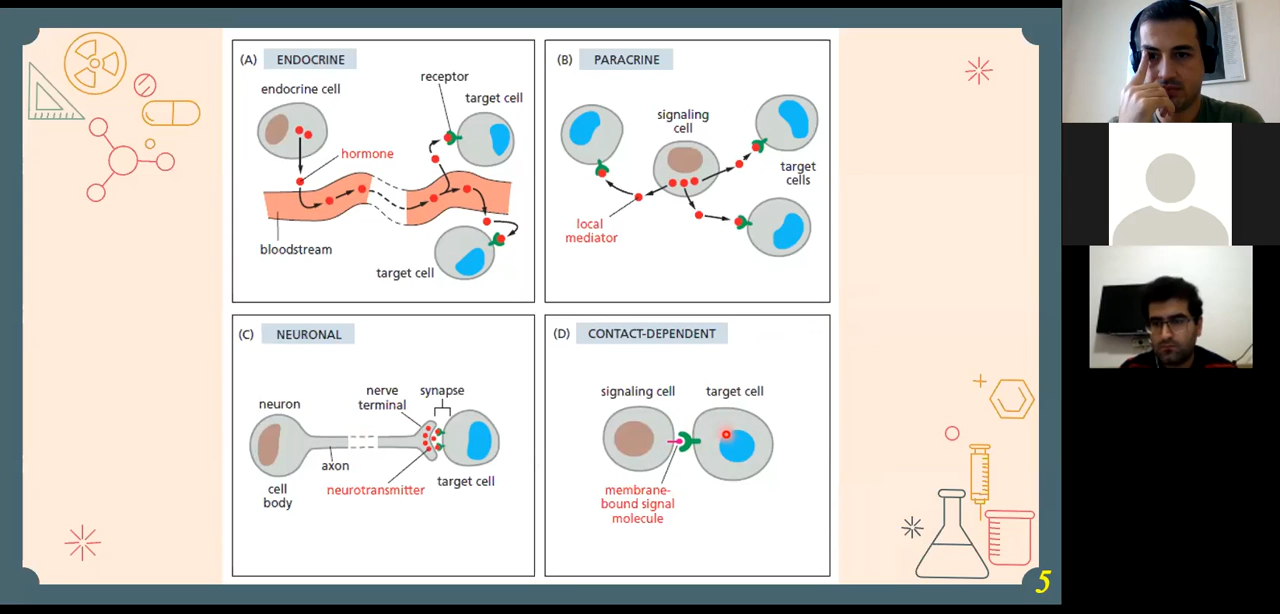 (A) ENDOCRINE
endocrine cell
receptor
target cell
hormone
bloodstream
target cell
(B) PARACRINE
signaling
cell
target
cells
local
mediator
(C) NEURONAL
neuron
nerve
terminal
synapse
axon
cell
body
neurotransmitter
target cell
(D) CONTACT-DEPENDENT
signaling cell
target cell
membrane-
bound signal
molecule
5